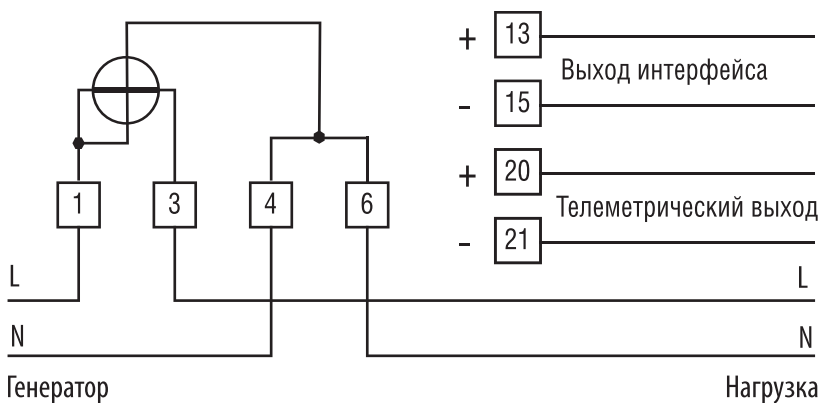 + 13
Выход интерфейса
- 15
+ 20
Телеметрический выход
- 21
1 3 4 6
L L
N N
Генератор Нагрузка